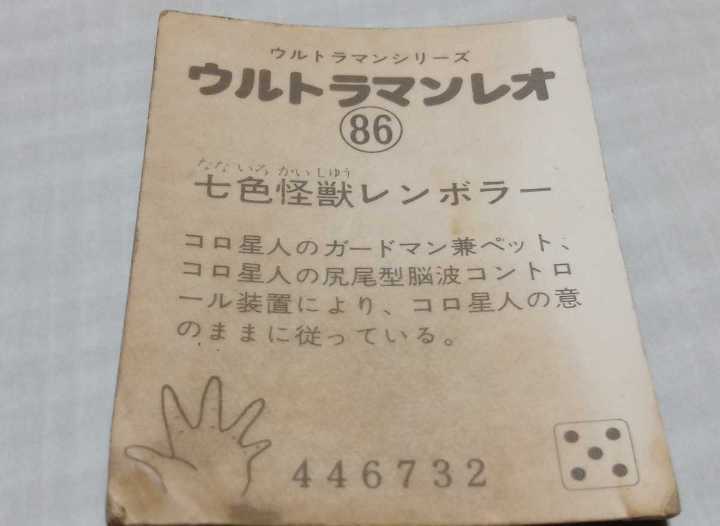 ウルトラマンシリーズ
ウルトラマンレオ
86
なないろかいじゅう
七色怪獣レンボラー
コロ星人のガードマン兼ペット、
コロ星人の尻尾型脳波コントロ
ール装置により、コロ星人の意
のままに従っている。
446732